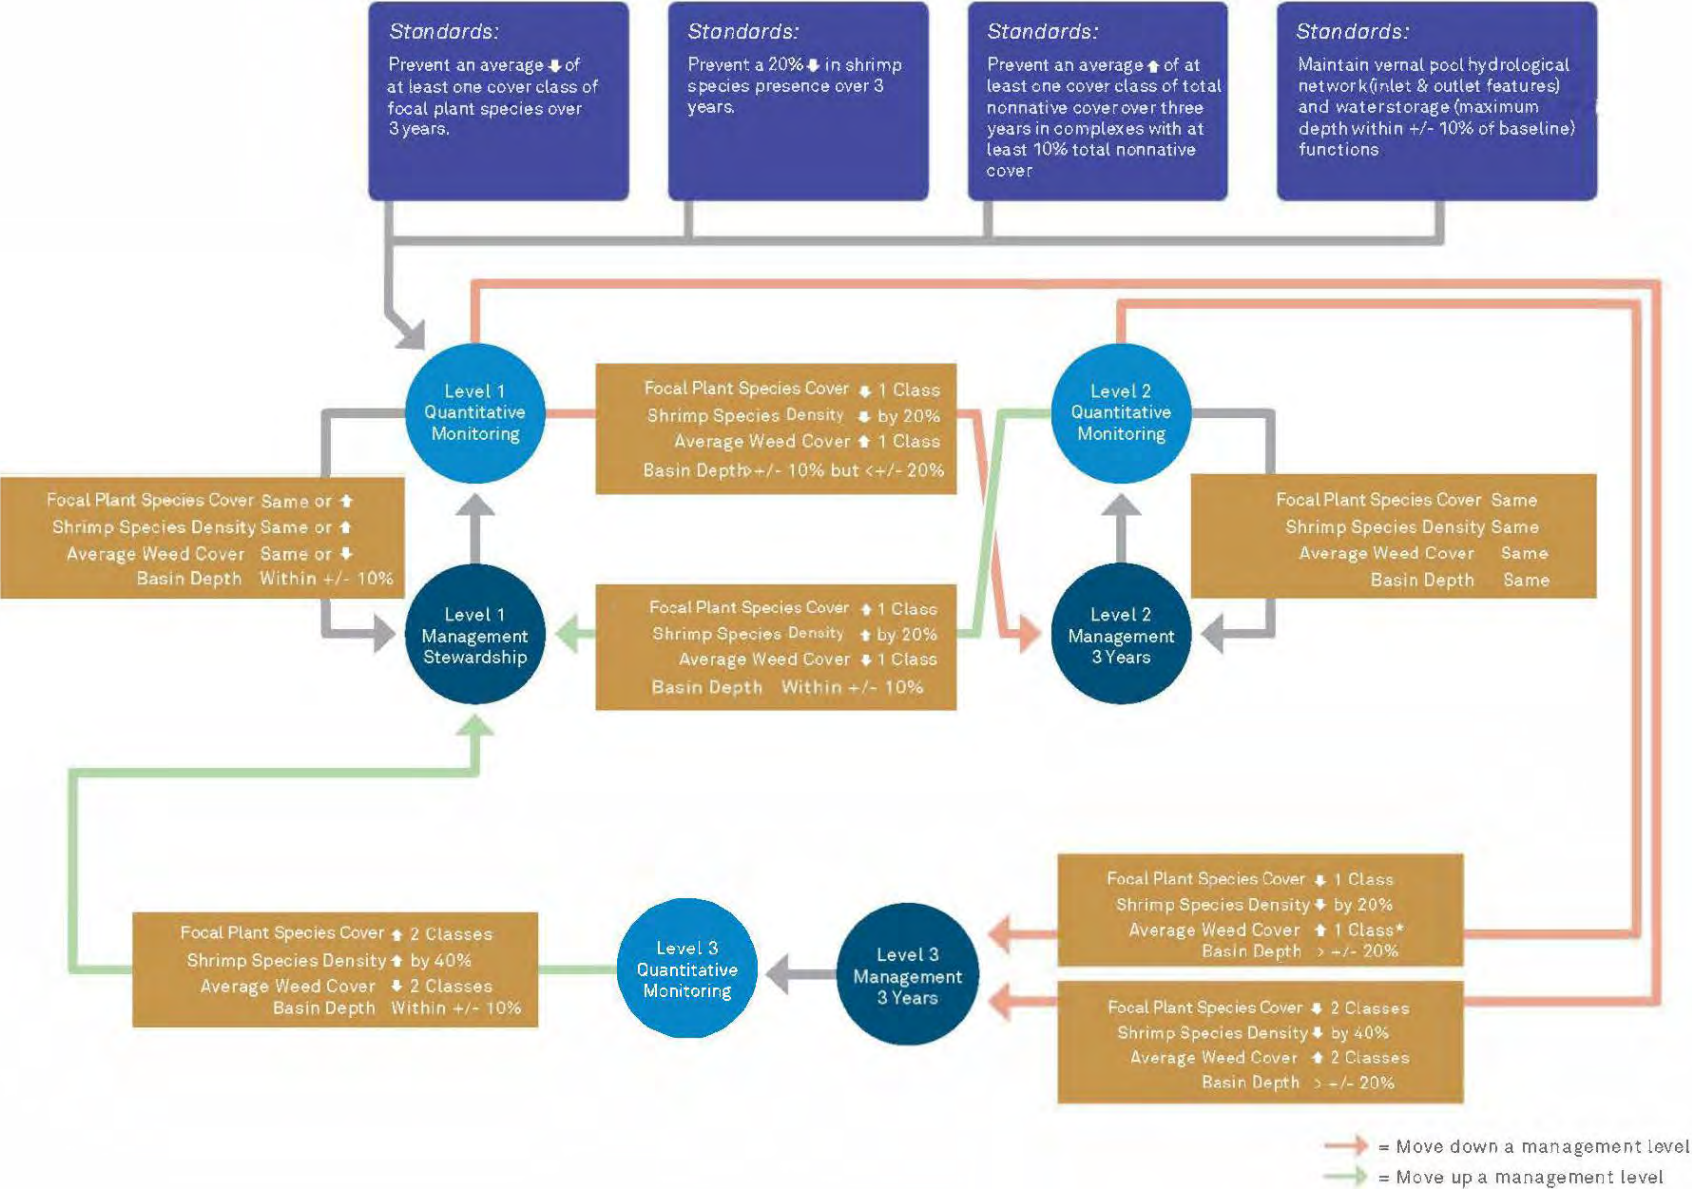 Standards:
Prevent an average ⬇ of
at least one cover class of
focal plant species over
3 years.
Standards:
Prevent a 20% ⬇ in shrimp
species presence over 3
years.
Standards:
Prevent an average ⬆ of at
least one cover class of total
nonnative cover over three
years in complexes with at
least 10% total nonnative
cover
Standards:
Maintain vernal pool hydrological
network (inlet & outlet features)
and water storage (maximum
depth within +/- 10% of baseline)
functions
Level 1
Quantitative
Monitoring
Focal Plant Species Cover ⬇ 1 Class
Shrimp Species Density ⬇ by 20%
Average Weed Cover ⬆ 1 Class
Basin Depth >+/- 10% but <+/- 20%
Level 2
Quantitative
Monitoring
Focal Plant Species Cover Same or ⬆
Shrimp Species Density Same or ⬆
Average Weed Cover Same or ⬇
Basin Depth Within +/- 10%
Focal Plant Species Cover Same
Shrimp Species Density Same
Average Weed Cover Same
Basin Depth Same
Level 1
Management
Stewardship
Focal Plant Species Cover ⬆ 1 Class
Shrimp Species Density ⬆ by 20%
Average Weed Cover ⬇ 1 Class
Basin Depth Within +/- 10%
Level 2
Management
3 Years
Focal Plant Species Cover ⬇ 1 Class
Shrimp Species Density ⬇ by 20%
Average Weed Cover ⬆ 1 Class*
Basin Depth > +/- 20%
Focal Plant Species Cover ⬆ 2 Classes
Shrimp Species Density ⬆ by 40%
Average Weed Cover ⬇ 2 Classes
Basin Depth Within +/- 10%
Level 3
Quantitative
Monitoring
Level 3
Management
3 Years
Focal Plant Species Cover ⬇ 2 Classes
Shrimp Species Density ⬇ by 40%
Average Weed Cover ⬆ 2 Classes
Basin Depth > +/- 20%
= Move down a management level
= Move up a management level